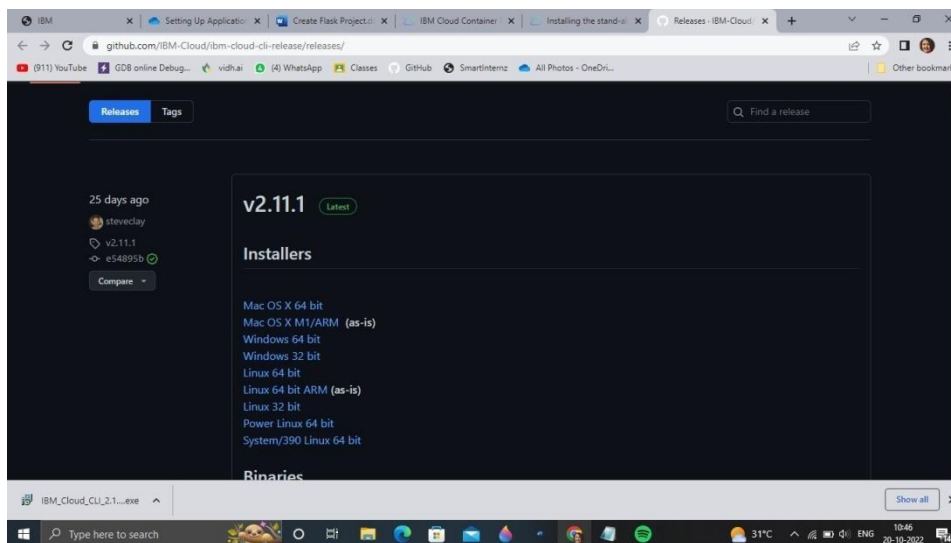 IBM
Setting Up Applicatio
Create Flask Project.d
IBM Cloud Container
Installing the stand-al
Releases · IBM-Cloud/
github.com/IBM-Cloud/ibm-cloud-cli-release/releases/
(911) YouTube
GDB online Debug...
vidh.ai
(4) WhatsApp
Classes
GitHub
SmartInternz
All Photos - OneDri...
Other bookmar
Releases
Tags
Find a release
25 days ago
steveclay
v2.11.1
e54895b
Compare
v2.11.1 Latest
Installers
Mac OS X 64 bit
Mac OS X M1/ARM (as-is)
Windows 64 bit
Windows 32 bit
Linux 64 bit
Linux 64 bit ARM (as-is)
Linux 32 bit
Power Linux 64 bit
System/390 Linux 64 bit
Binaries
IBM_Cloud_CLI_2.1....exe
Show all
Type here to search
31°C
ENG
10:46
20-10-2022